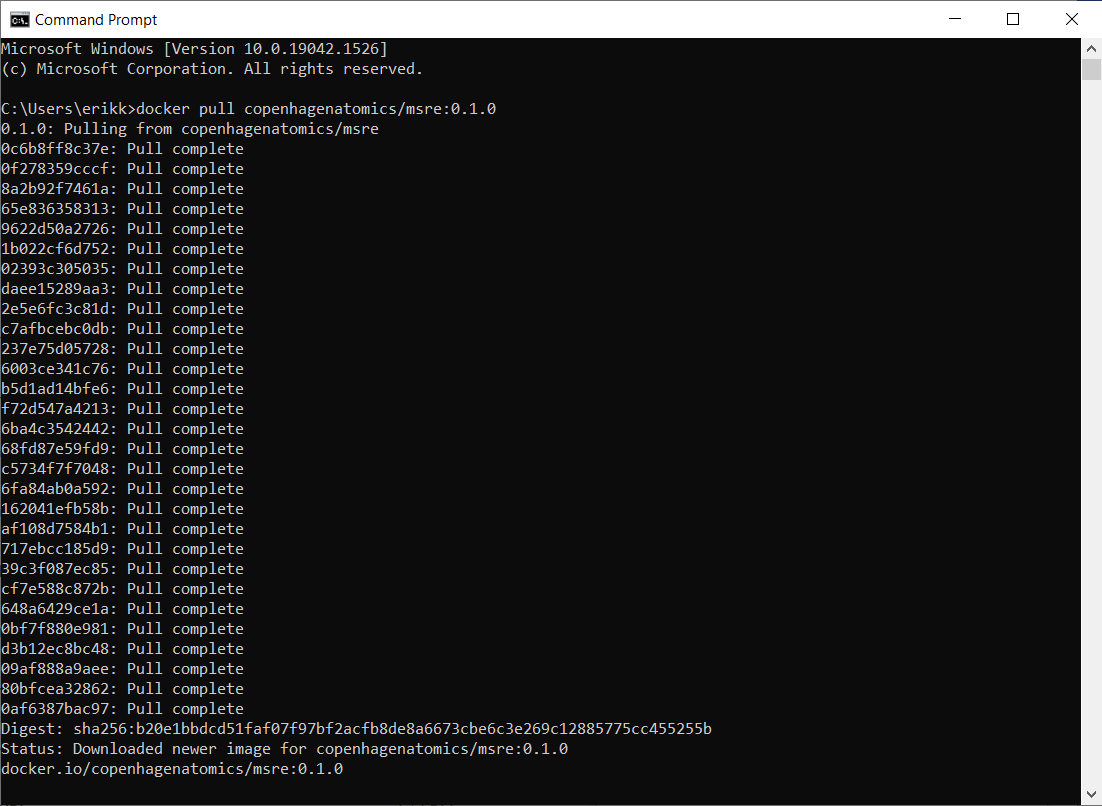 Command Prompt
Microsoft Windows [Version 10.0.19042.1526]
(c) Microsoft Corporation. All rights reserved.
C:\Users\erikk>docker pull copenhagenatomics/msre:0.1.0
0.1.0: Pulling from copenhagenatomics/msre
0c6b8ff8c37e: Pull complete
0f278359cccf: Pull complete
8a2b92f7461a: Pull complete
65e836358313: Pull complete
9622d50a2726: Pull complete
1b022cf6d752: Pull complete
02393c305035: Pull complete
daee15289aa3: Pull complete
2e5e6fc3c81d: Pull complete
c7afbcebc0db: Pull complete
237e75d05728: Pull complete
6003ce341c76: Pull complete
b5d1ad14bfe6: Pull complete
f72d547a4213: Pull complete
6ba4c3542442: Pull complete
68fd87e59fd9: Pull complete
c5734f7f7048: Pull complete
6fa84ab0a592: Pull complete
162041efb58b: Pull complete
af108d7584b1: Pull complete
717ebcc185d9: Pull complete
39c3f087ec85: Pull complete
cf7e588c872b: Pull complete
648a6429ce1a: Pull complete
0bf7f880e981: Pull complete
d3b12ec8bc48: Pull complete
09af888a9aee: Pull complete
80bfcea32862: Pull complete
0af6387bac97: Pull complete
Digest: sha256:b20e1bbdcd51faf07f97bf2acfb8de8a6673cbe6c3e269c12885775cc455255b
Status: Downloaded newer image for copenhagenatomics/msre:0.1.0
docker.io/copenhagenatomics/msre:0.1.0